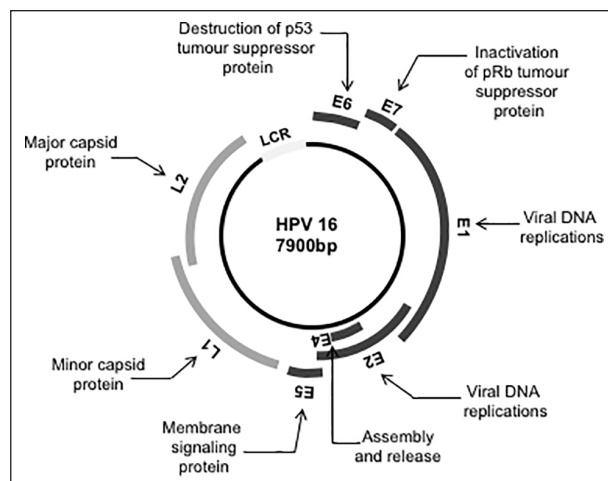 Destruction of p53
tumour suppressor
protein
Inactivation
of pRb tumour
suppressor
protein
E6
E7
LCR
Major capsid
protein
L2
HPV 16
7900bp
E1
Viral DNA
replications
E4
E2
L1
Minor capsid
protein
E5
Viral DNA
replications
Membrane
signaling
protein
Assembly
and release